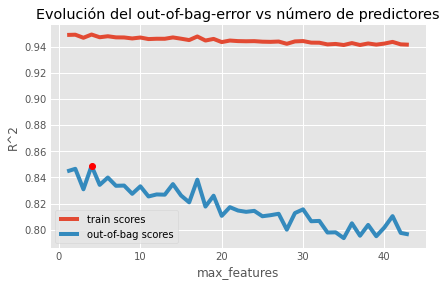 Evolución del out-of-bag-error vs número de predictores
R^2
0.94
0.92
0.90
0.88
0.86
0.84
0.82
0.80
train scores
out-of-bag scores
0
10
20
30
40
max_features